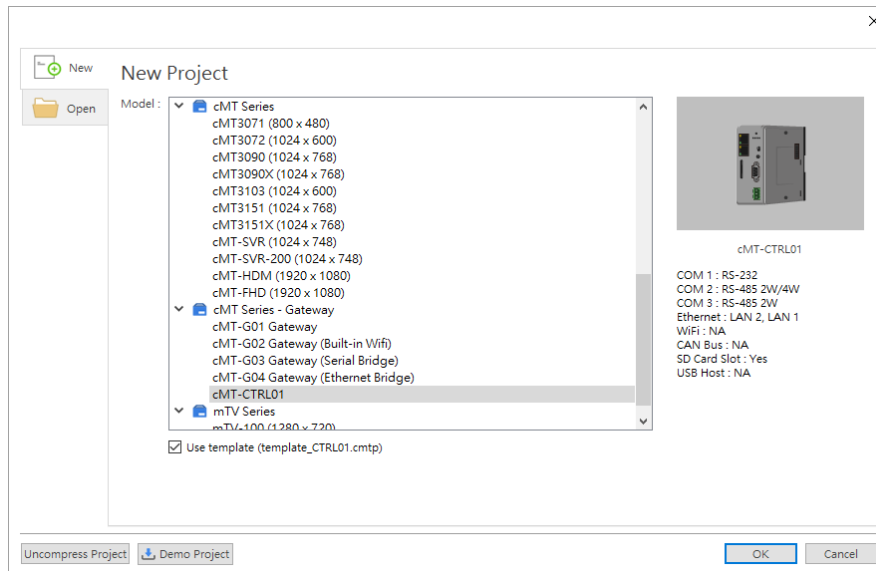 New
Open
New Project
Model :
cMT Series
cMT3071 (800 x 480)
cMT3072 (1024 x 600)
cMT3090 (1024 x 768)
cMT3090X (1024 x 768)
cMT3103 (1024 x 600)
cMT3151 (1024 x 768)
cMT3151X (1024 x 768)
cMT-SVR (1024 x 748)
cMT-SVR-200 (1024 x 748)
cMT-HDM (1920 x 1080)
cMT-FHD (1920 x 1080)
cMT Series - Gateway
cMT-G01 Gateway
cMT-G02 Gateway (Built-in Wifi)
cMT-G03 Gateway (Serial Bridge)
cMT-G04 Gateway (Ethernet Bridge)
cMT-CTRL01
mTV Series
mTV-100 (1280 x 720)
Use template (template_CTRL01.cmtp)
cMT-CTRL01
COM 1 : RS-232
COM 2 : RS-485 2W/4W
COM 3 : RS-485 2W
Ethernet : LAN 2, LAN 1
WiFi : NA
CAN Bus : NA
SD Card Slot : Yes
USB Host : NA
Uncompress Project
Demo Project
OK
Cancel